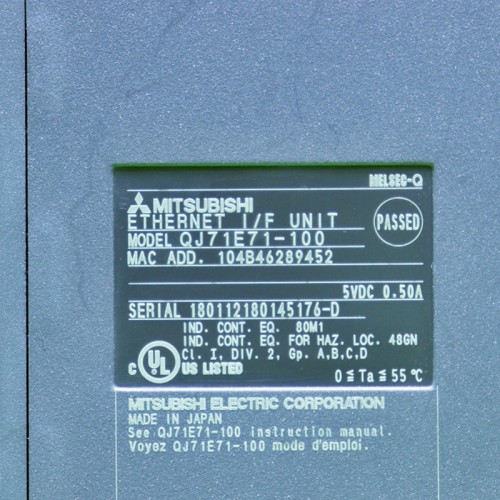 MELSEC-Q
MITSUBISHI
ETHERNET I/F UNIT
PASSED
MODEL QJ71E71-100
MAC ADD. 104B46289452
5VDC 0.50A
SERIAL 180112180145176-D
IND. CONT. EQ. 80M1
IND. CONT. EQ. FOR HAZ. LOC. 48GN
Cl. I, DIV. 2, Gp. A,B,C,D
C UL US LISTED
0≦Ta≦55℃
MITSUBISHI ELECTRIC CORPORATION
MADE IN JAPAN
See QJ71E71-100 instruction manual.
Voyez QJ71E71-100 mode d'emploi.